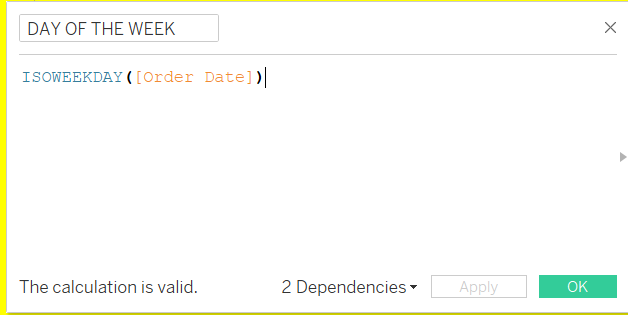 DAY OF THE WEEK
ISOWEEKDAY([Order Date])
The calculation is valid.
2 Dependencies
Apply
OK